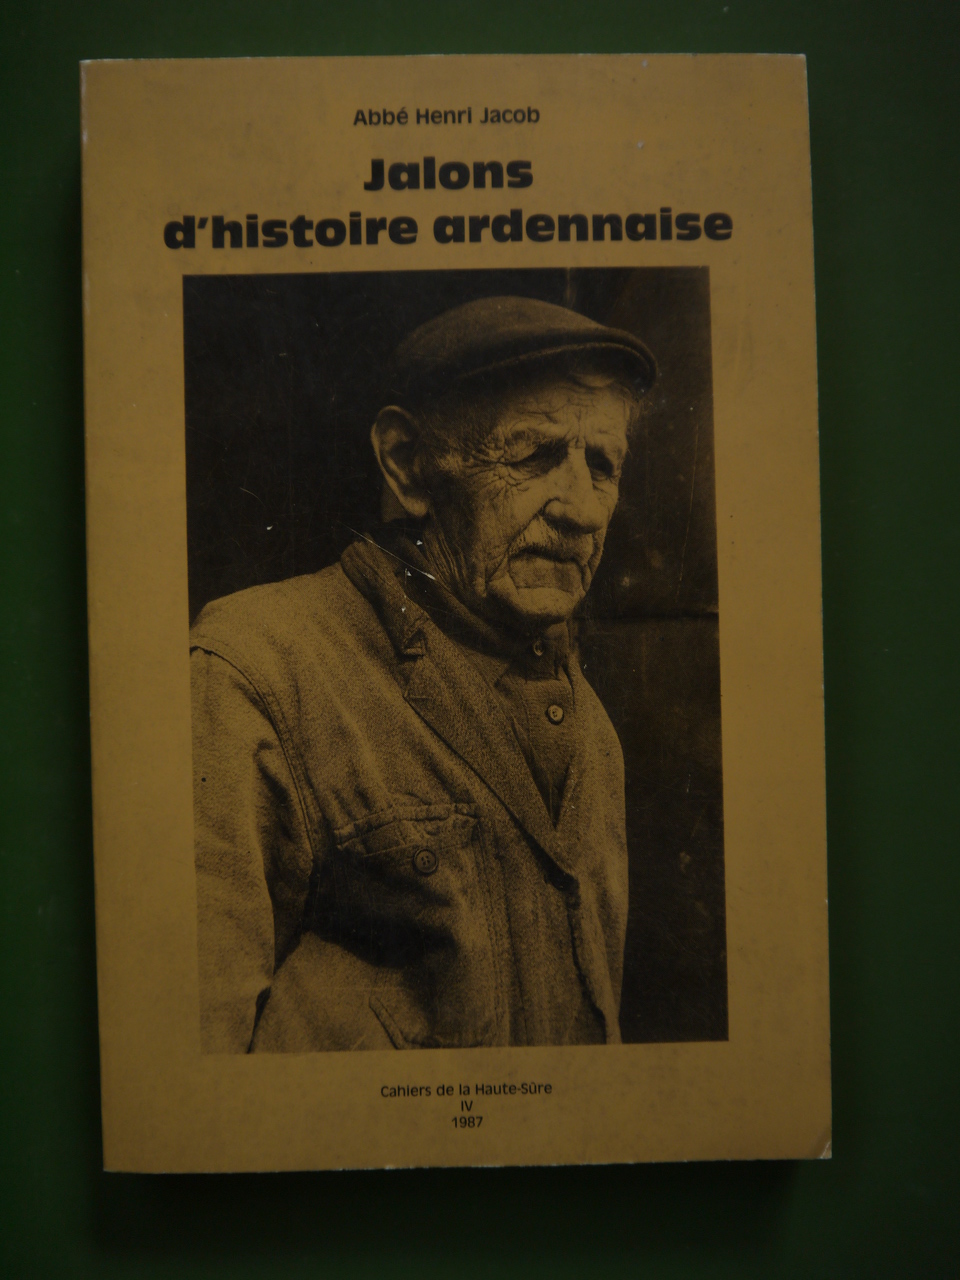 Abbé Henri Jacob
Jalons
d'histoire ardennaise
Cahiers de la Haute-Sûre
IV
1987